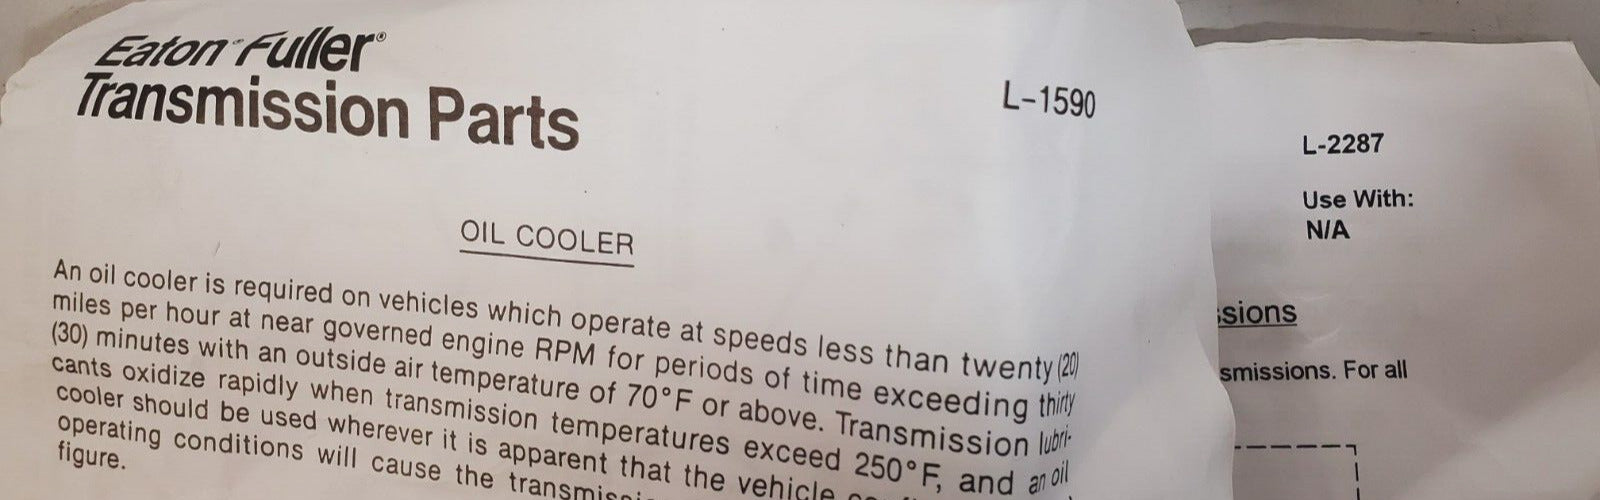 Eaton® Fuller®
Transmission Parts
L-1590
OIL COOLER
An oil cooler is required on vehicles which operate at speeds less than twenty (20)
miles per hour at near governed engine RPM for periods of time exceeding thirty
(30) minutes with an outside air temperature of 70°F or above. Transmission lubri-
cants oxidize rapidly when transmission temperatures exceed 250°F, and an oil
cooler should be used wherever it is apparent that the vehicle
operating conditions will cause the
figure.
L-2287
Use With:
N/A
ssions
smissions. For all